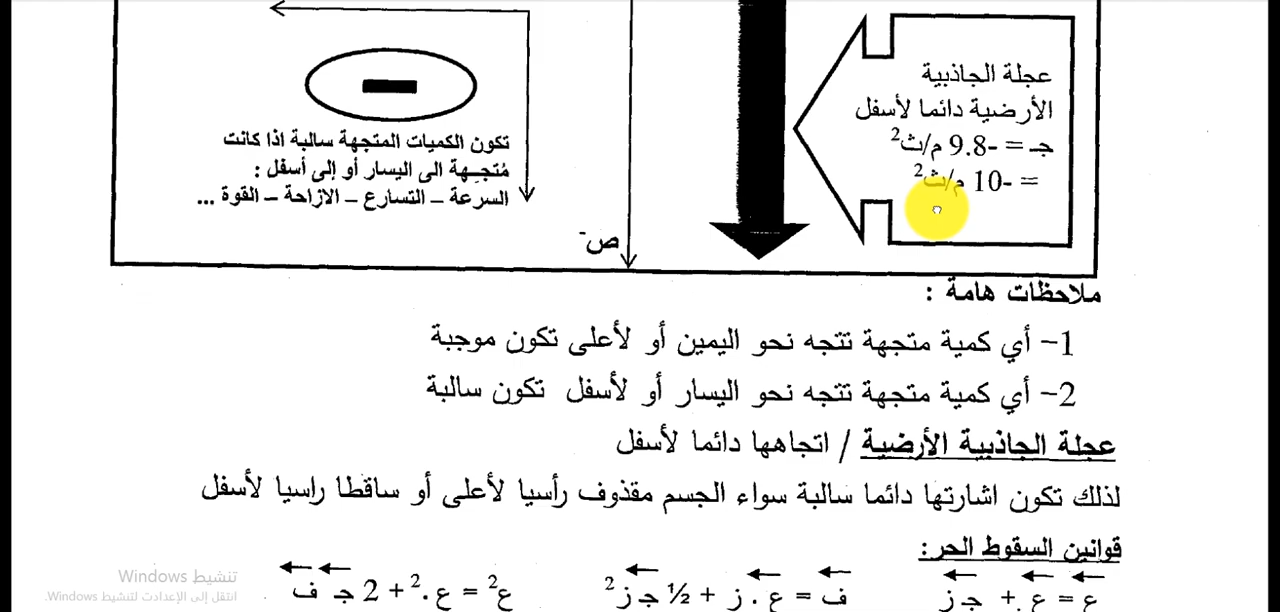 عجلة الجاذبية
الأرضية دائما لأسفل
جـ = -9.8 م/ث2
= -10 م/ث2
تكون الكميات المتجهة سالبة اذا كانت
مُتجِهة الى اليسار أو إلى أسفل :
السرعة – التسارع – الازاحة – القوة ...
ص-
ملاحظات هامة :
1- أي كمية متجهة تتجه نحو اليمين أو لأعلى تكون موجبة
2- أي كمية متجهة تتجه نحو اليسار أو لأسفل تكون سالبة
عجلة الجاذبية الأرضية / اتجاهها دائما لأسفل
لذلك تكون اشارتها دائما سالبة سواء الجسم مقذوف رأسيا لأعلى أو ساقطا راسيا لأسفل
قوانين السقوط الحر:
ع = ع. + جـ ز ف = ع. ز + ½ جـ ز2 ع2 = ع.2 + 2 جـ ف
تنشيط Windows
انتقل إلى الإعدادت لتنشيط Windows.